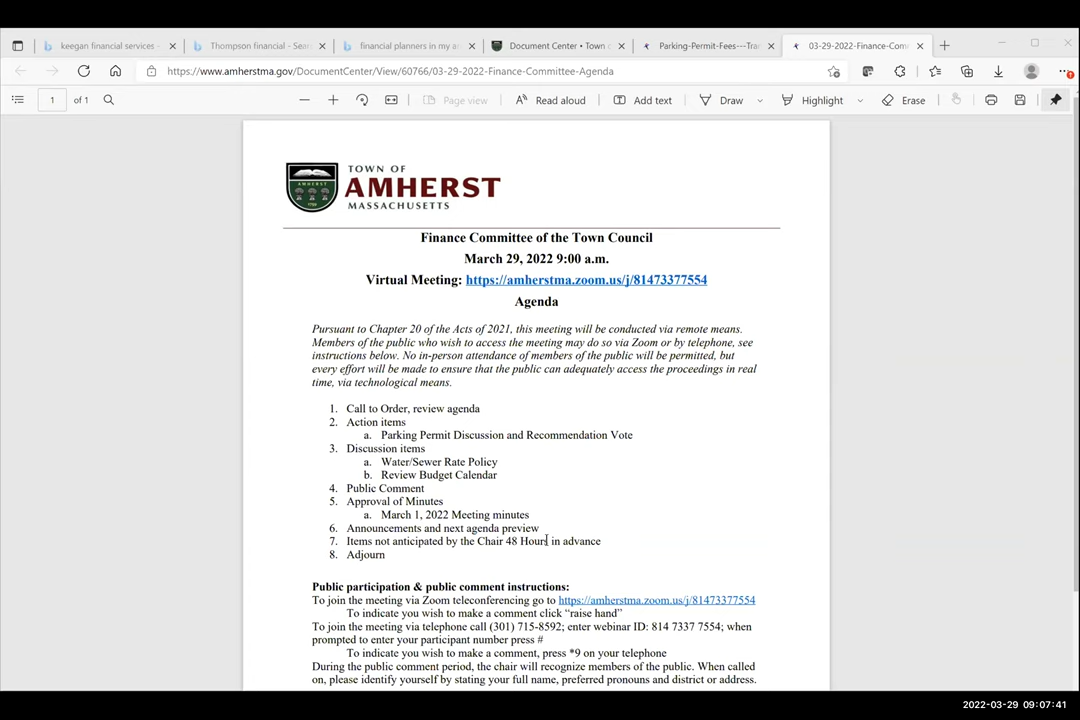 keegan financial services -
Thompson financial - Sea
financial planners in my a
Document Center • Town
Parking-Permit-Fees---Tra
03-29-2022-Finance-Com
https://www.amherstma.gov/DocumentCenter/View/60766/03-29-2022-Finance-Committee-Agenda
1 of 1
Page view
Read aloud
Add text
Draw
Highlight
Erase
TOWN OF
AMHERST
MASSACHUSETTS
AMHERST
Finance Committee of the Town Council
March 29, 2022 9:00 a.m.
Virtual Meeting: https://amherstma.zoom.us/j/81473377554
Agenda
Pursuant to Chapter 20 of the Acts of 2021, this meeting will be conducted via remote means.
Members of the public who wish to access the meeting may do so via Zoom or by telephone, see
instructions below. No in-person attendance of members of the public will be permitted, but
every effort will be made to ensure that the public can adequately access the proceedings in real
time, via technological means.
1. Call to Order, review agenda
2. Action items
a. Parking Permit Discussion and Recommendation Vote
3. Discussion items
a. Water/Sewer Rate Policy
b. Review Budget Calendar
4. Public Comment
5. Approval of Minutes
a. March 1, 2022 Meeting minutes
6. Announcements and next agenda preview
7. Items not anticipated by the Chair 48 Hours in advance
8. Adjourn
Public participation & public comment instructions:
To join the meeting via Zoom teleconferencing go to https://amherstma.zoom.us/j/81473377554
To indicate you wish to make a comment click “raise hand”
To join the meeting via telephone call (301) 715-8592; enter webinar ID: 814 7337 7554; when
prompted to enter your participant number press #
To indicate you wish to make a comment, press *9 on your telephone
During the public comment period, the chair will recognize members of the public. When called
on, please identify yourself by stating your full name, preferred pronouns and district or address.
2022-03-29 09:07:41